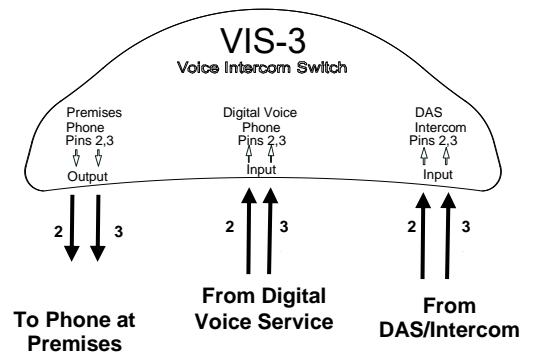 VIS-3
Voice Intercom Switch
Premises
Phone
Pins 2,3
Output
Digital Voice
Phone
Pins 2,3
Input
DAS
Intercom
Pins 2,3
Input
2 3
2 3
2 3
To Phone at
Premises
From Digital
Voice Service
From
DAS/Intercom